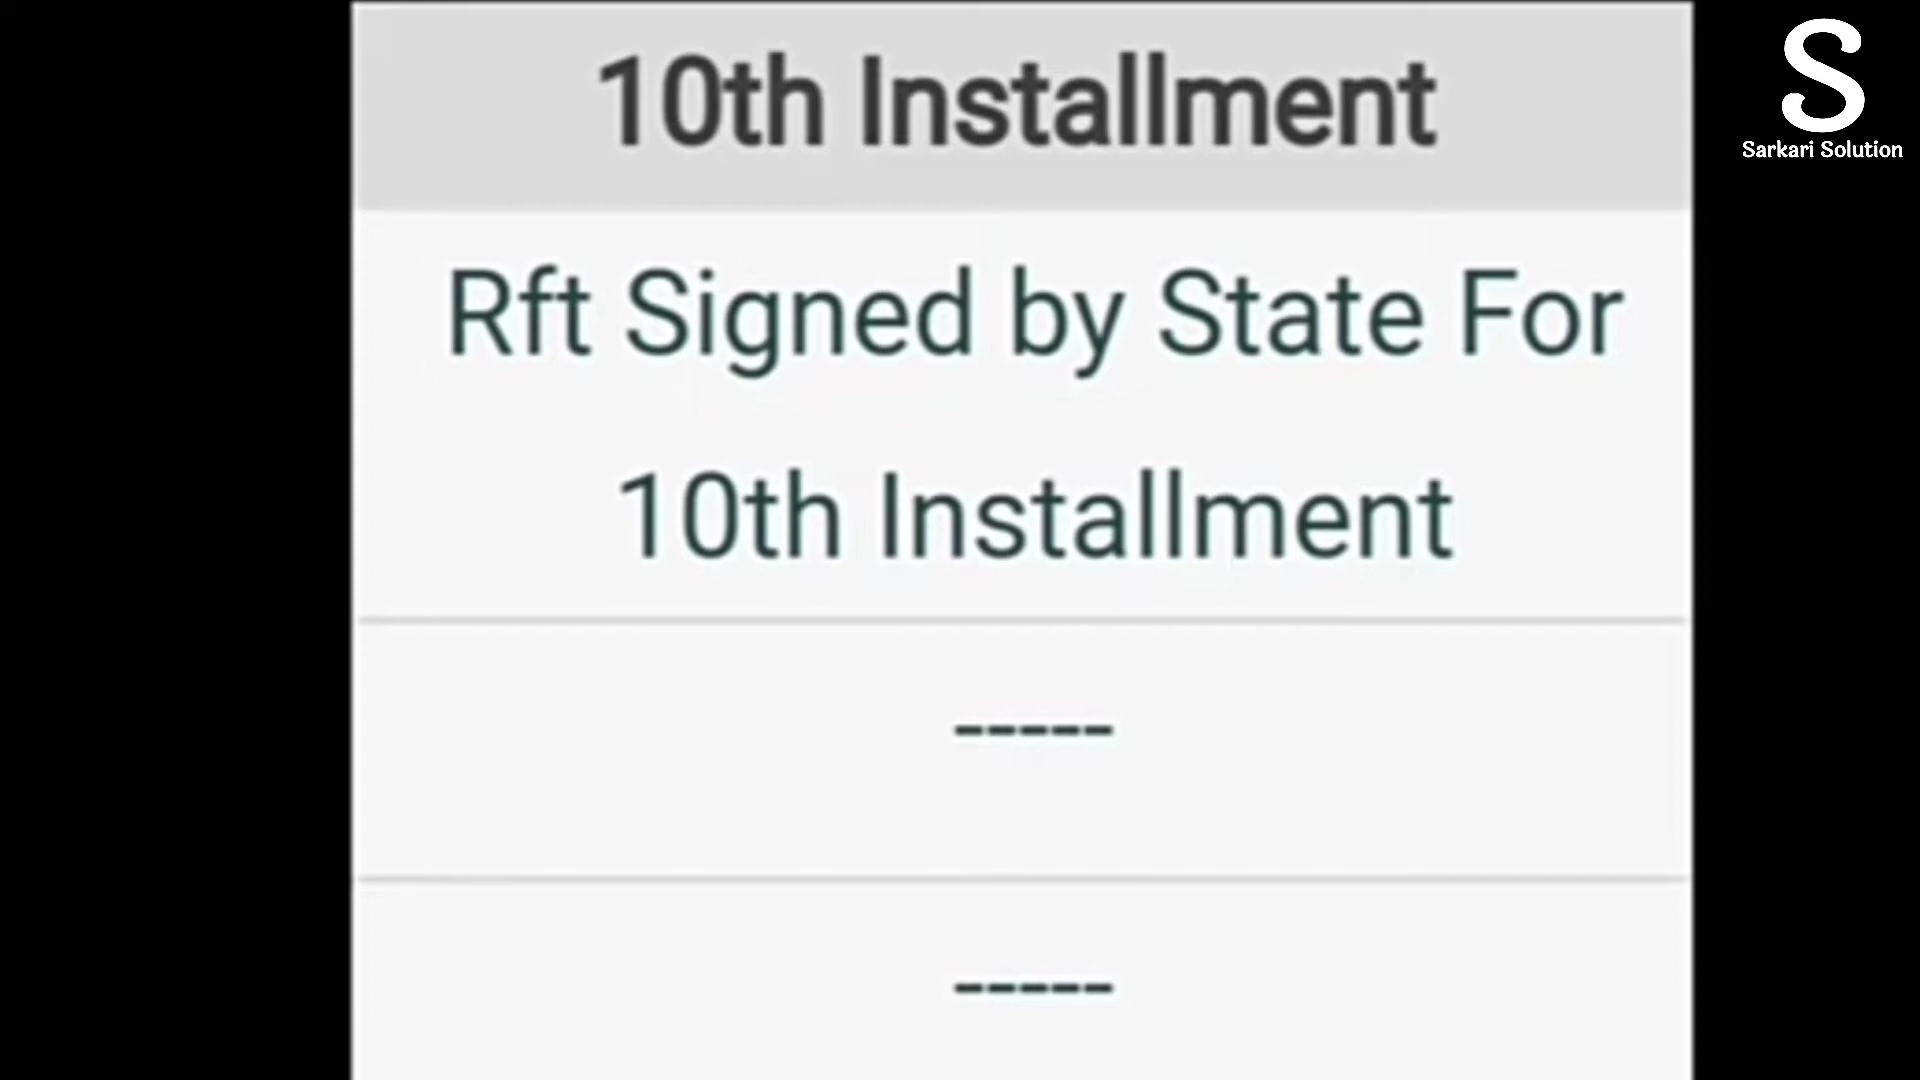 10th Installment
S
Sarkari Solution
Rft Signed by State For
10th Installment
-----
-----